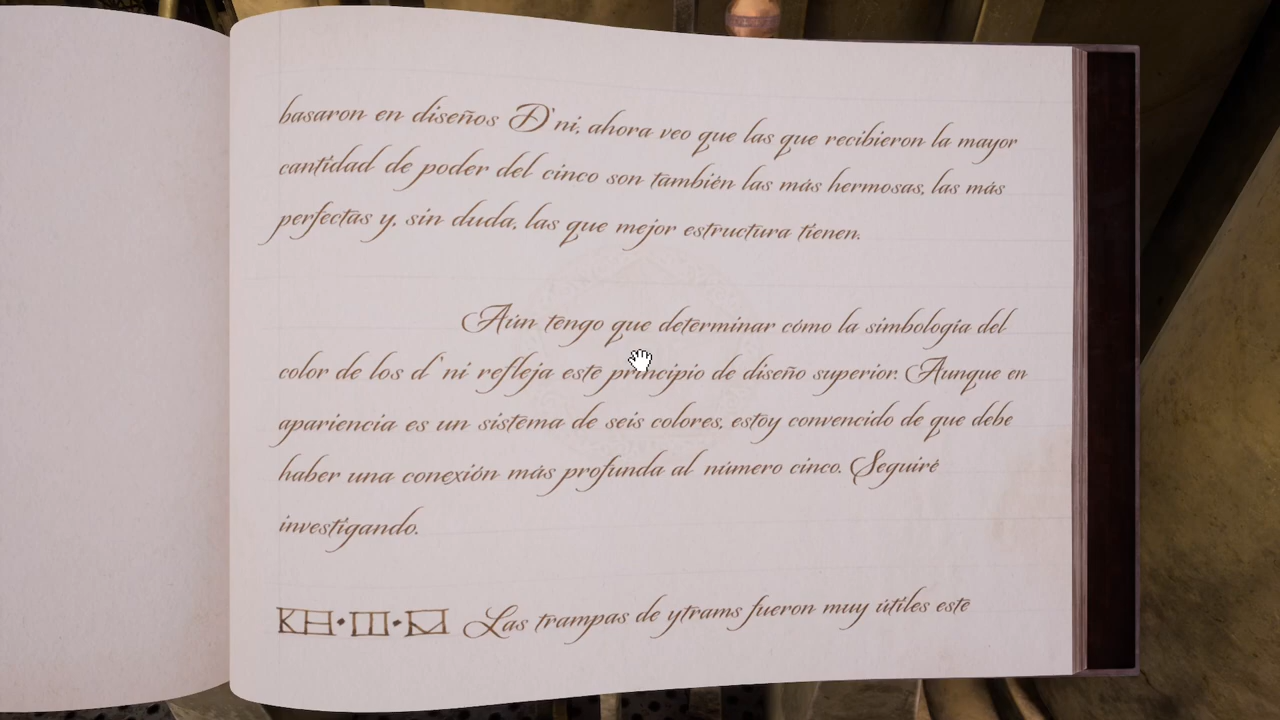 basaron en diseños D'ni, ahora veo que las que recibieron la mayor
cantidad de poder del cinco son también las más hermosas, las más
perfectas y, sin duda, las que mejor estructura tienen.
Aún tengo que determinar cómo la simbología del
color de los d'ni refleja este principio de diseño superior. Aunque en
apariencia es un sistema de seis colores, estoy convencido de que debe
haber una conexión más profunda al número cinco. Seguiré
investigando.
Las trampas de ytrams fueron muy útiles este